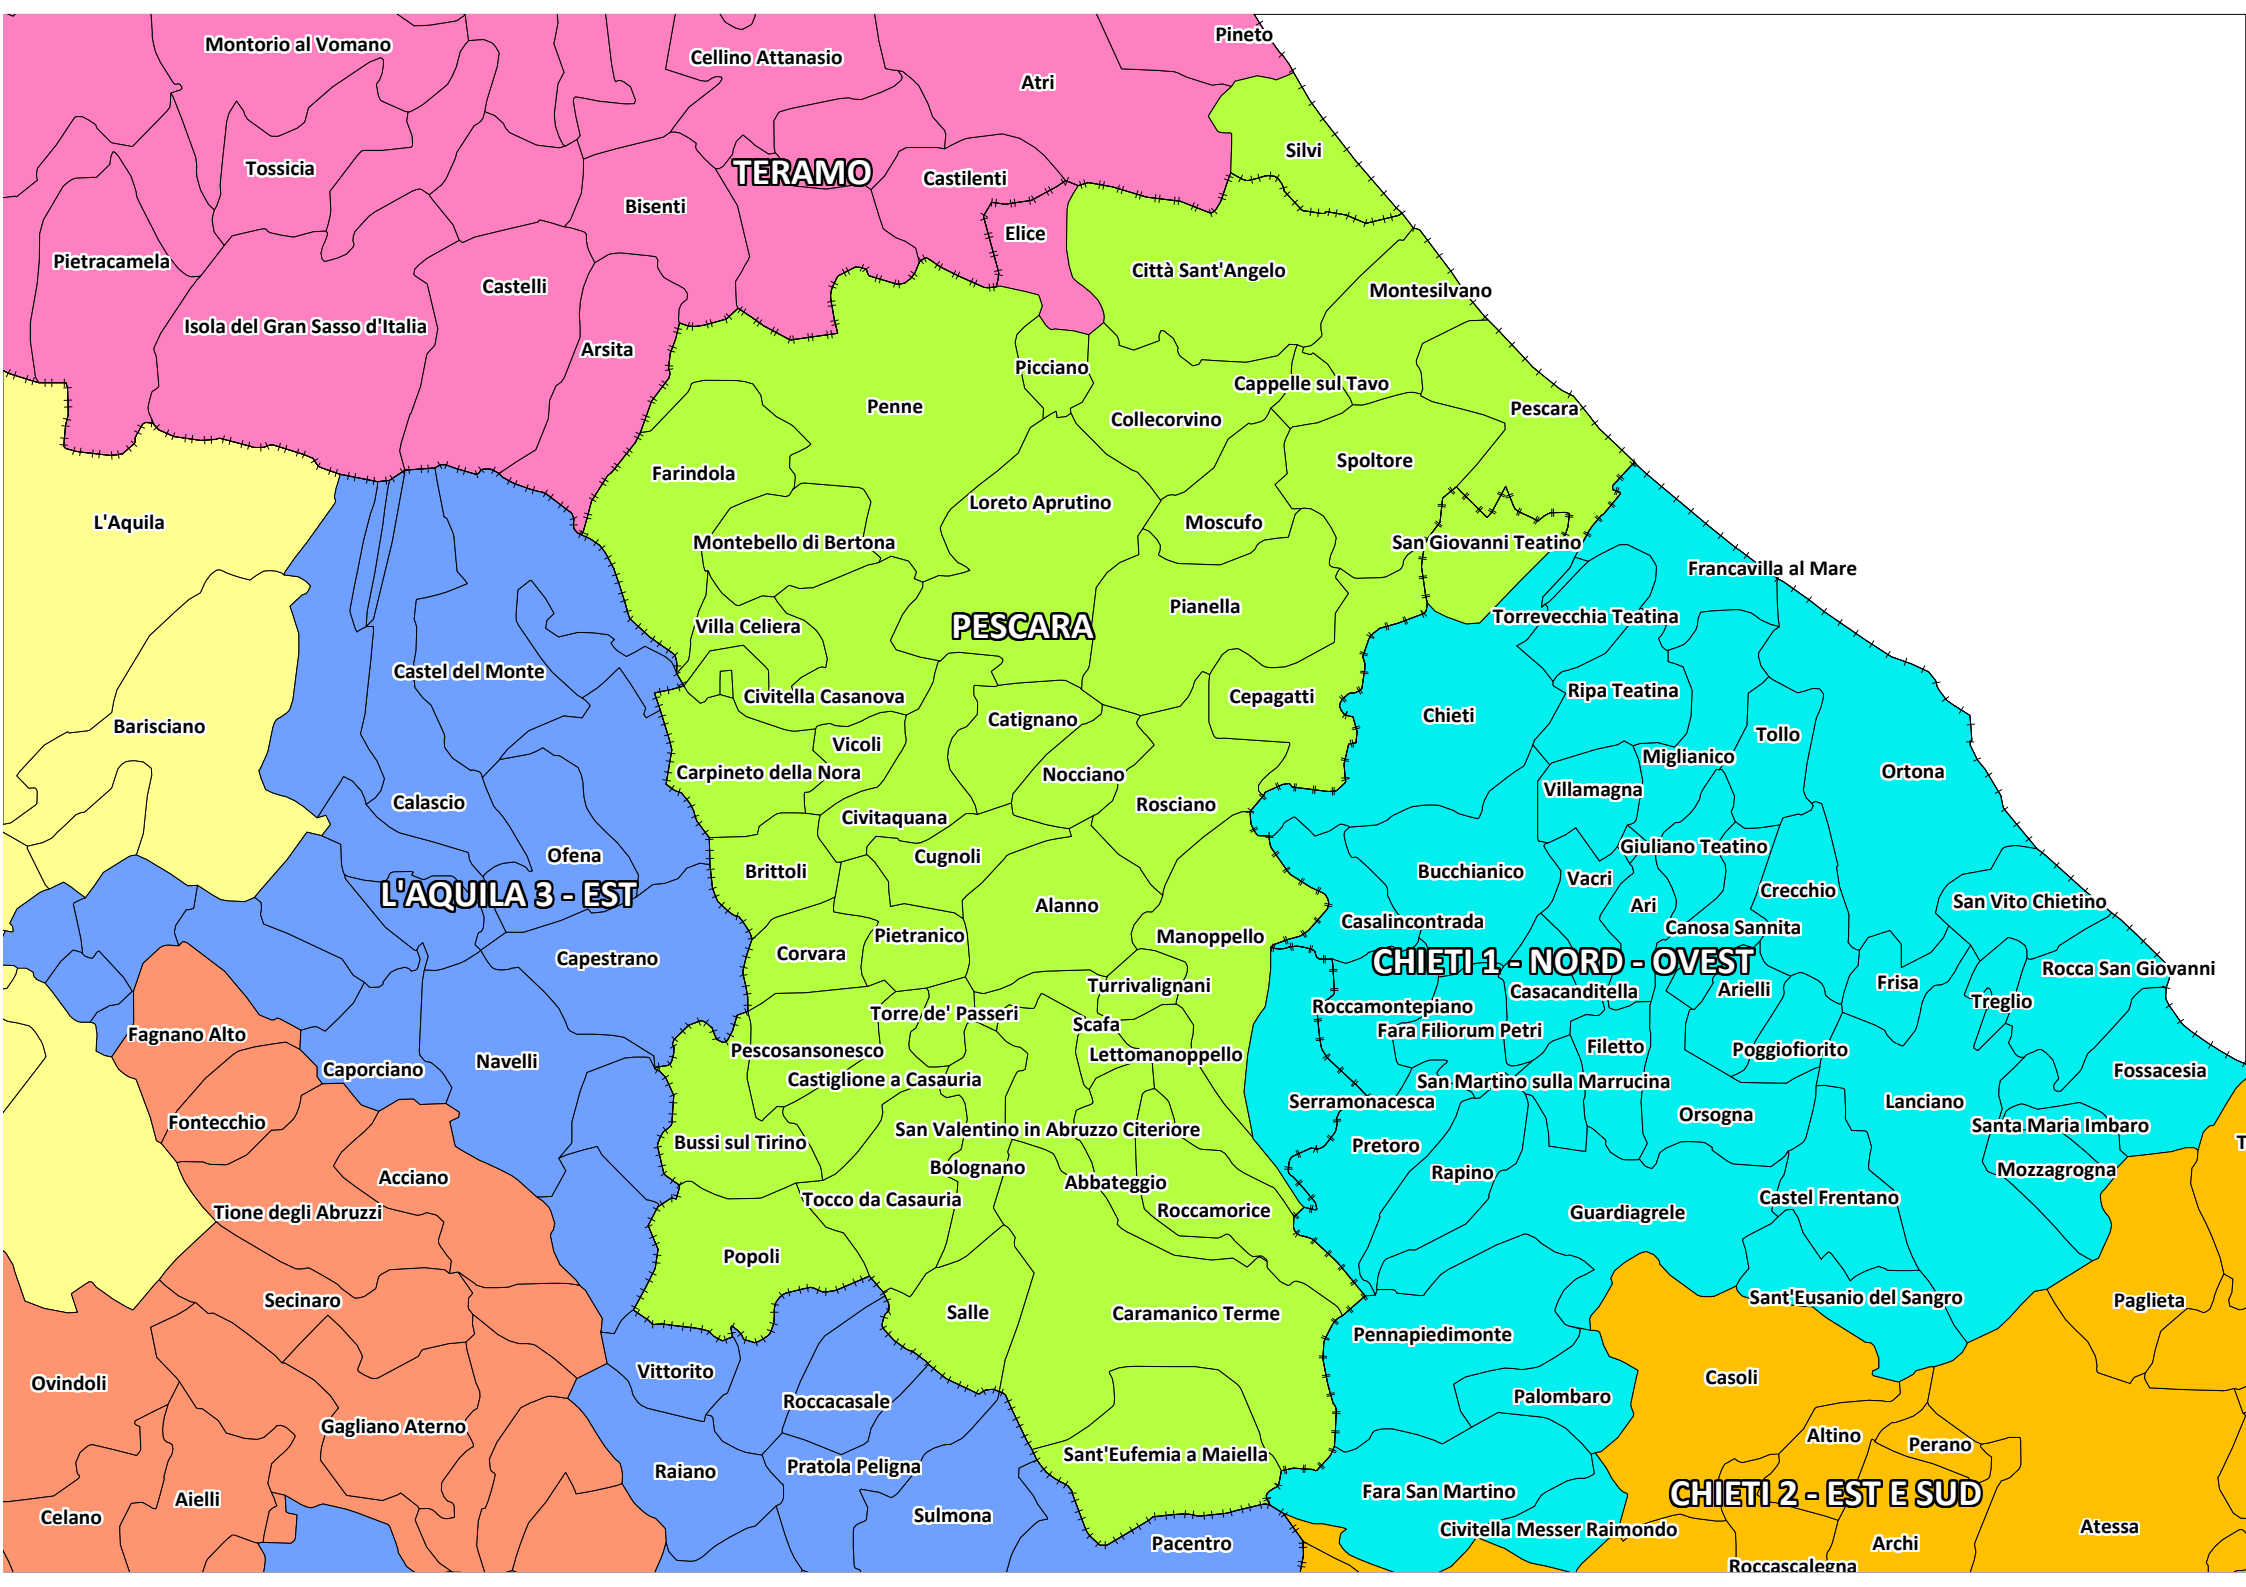 Pineto
Montorio al Vomano
Cellino Attanasio
Atri
Silvi
Tossicia
TERAMO
Castilenti
Bisenti
Elice
Pietracamela
Città Sant'Angelo
Castelli
Montesilvano
Isola del Gran Sasso d'Italia
Arsita
Picciano
Cappelle sul Tavo
Penne
Pescara
Collecorvino
Spoltore
Farindola
Loreto Aprutino
L'Aquila
Moscufo
Montebello di Bertona
San Giovanni Teatino
Francavilla al Mare
Pianella
Villa Celiera
PESCARA
Torrevecchia Teatina
Castel del Monte
Ripa Teatina
Civitella Casanova
Cepagatti
Catignano
Chieti
Barisciano
Tollo
Vicoli
Miglianico
Carpineto della Nora
Nocciano
Ortona
Villamagna
Calascio
Rosciano
Civitaquana
Giuliano Teatino
Ofena
Cugnoli
Brittoli
Bucchianico
Vacri
Crecchio
L'AQUILA 3 - EST
San Vito Chietino
Alanno
Ari
Casalincontrada
Canosa Sannita
Pietranico
Manoppello
Corvara
Capestrano
CHIETI 1 - NORD - OVEST
Rocca San Giovanni
Frisa
Turrivalignani
Casacanditella
Arielli
Treglio
Roccamontepiano
Torre de' Passeri
Scafa
Fara Filiorum Petri
Fagnano Alto
Filetto
Pescosansonesco
Lettomanoppello
Poggiofiorito
Navelli
Caporciano
Fossacesia
Castiglione a Casauria
San Martino sulla Marrucina
Serramonacesca
Lanciano
Orsogna
Fontecchio
Santa Maria Imbaro
San Valentino in Abruzzo Citeriore
Bussi sul Tirino
T
Pretoro
Bolognano
Mozzagrogna
Rapino
Acciano
Abbateggio
Castel Frentano
Tocco da Casauria
Roccamorice
Tione degli Abruzzi
Guardiagrele
Popoli
Sant'Eusanio del Sangro
Secinaro
Paglieta
Salle
Caramanico Terme
Pennapiedimonte
Vittorito
Casoli
Ovindoli
Palombaro
Roccacasale
Gagliano Aterno
Altino
Perano
Sant'Eufemia a Maiella
Pratola Peligna
Raiano
Fara San Martino
CHIETI 2 - EST E SUD
Aielli
Celano
Sulmona
Atessa
Civitella Messer Raimondo
Pacentro
Archi
Roccascalegna